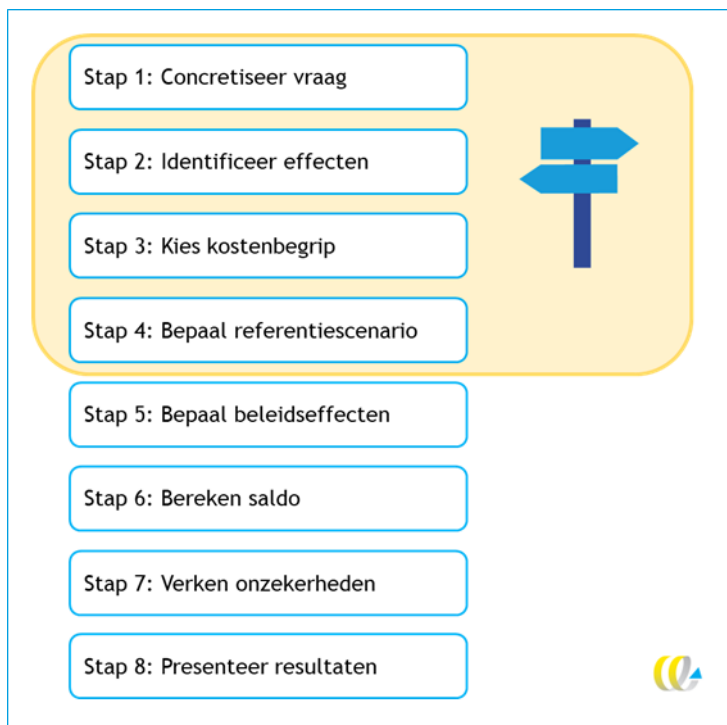 Stap 1: Concretiseer vraag
Stap 2: Identificeer effecten
Stap 3: Kies kostenbegrip
Stap 4: Bepaal referentiescenario
Stap 5: Bepaal beleidseffecten
Stap 6: Bereken saldo
Stap 7: Verken onzekerheden
Stap 8: Presenteer resultaten